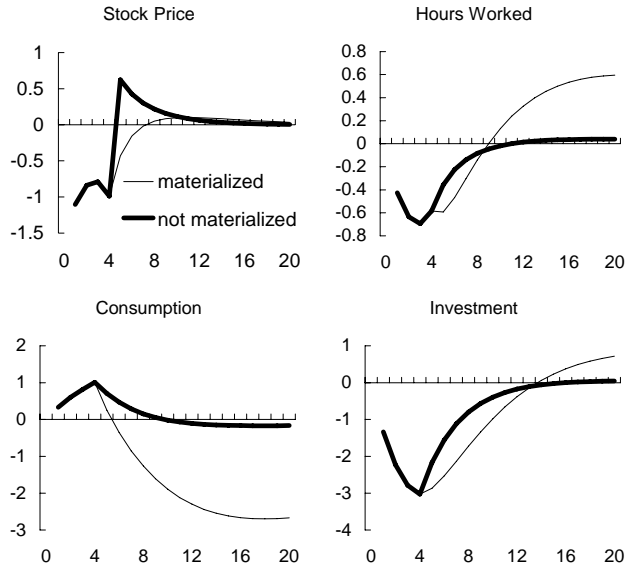 Stock Price
1
0.5
0
-0.5
-1
-1.5
materialized
not materialized
0 4 8 12 16 20
Hours Worked
0.8
0.6
0.4
0.2
0
-0.2
-0.4
-0.6
-0.8
0 4 8 12 16 20
Consumption
2
1
0
-1
-2
-3
0 4 8 12 16 20
Investment
1
0
-1
-2
-3
-4
0 4 8 12 16 20